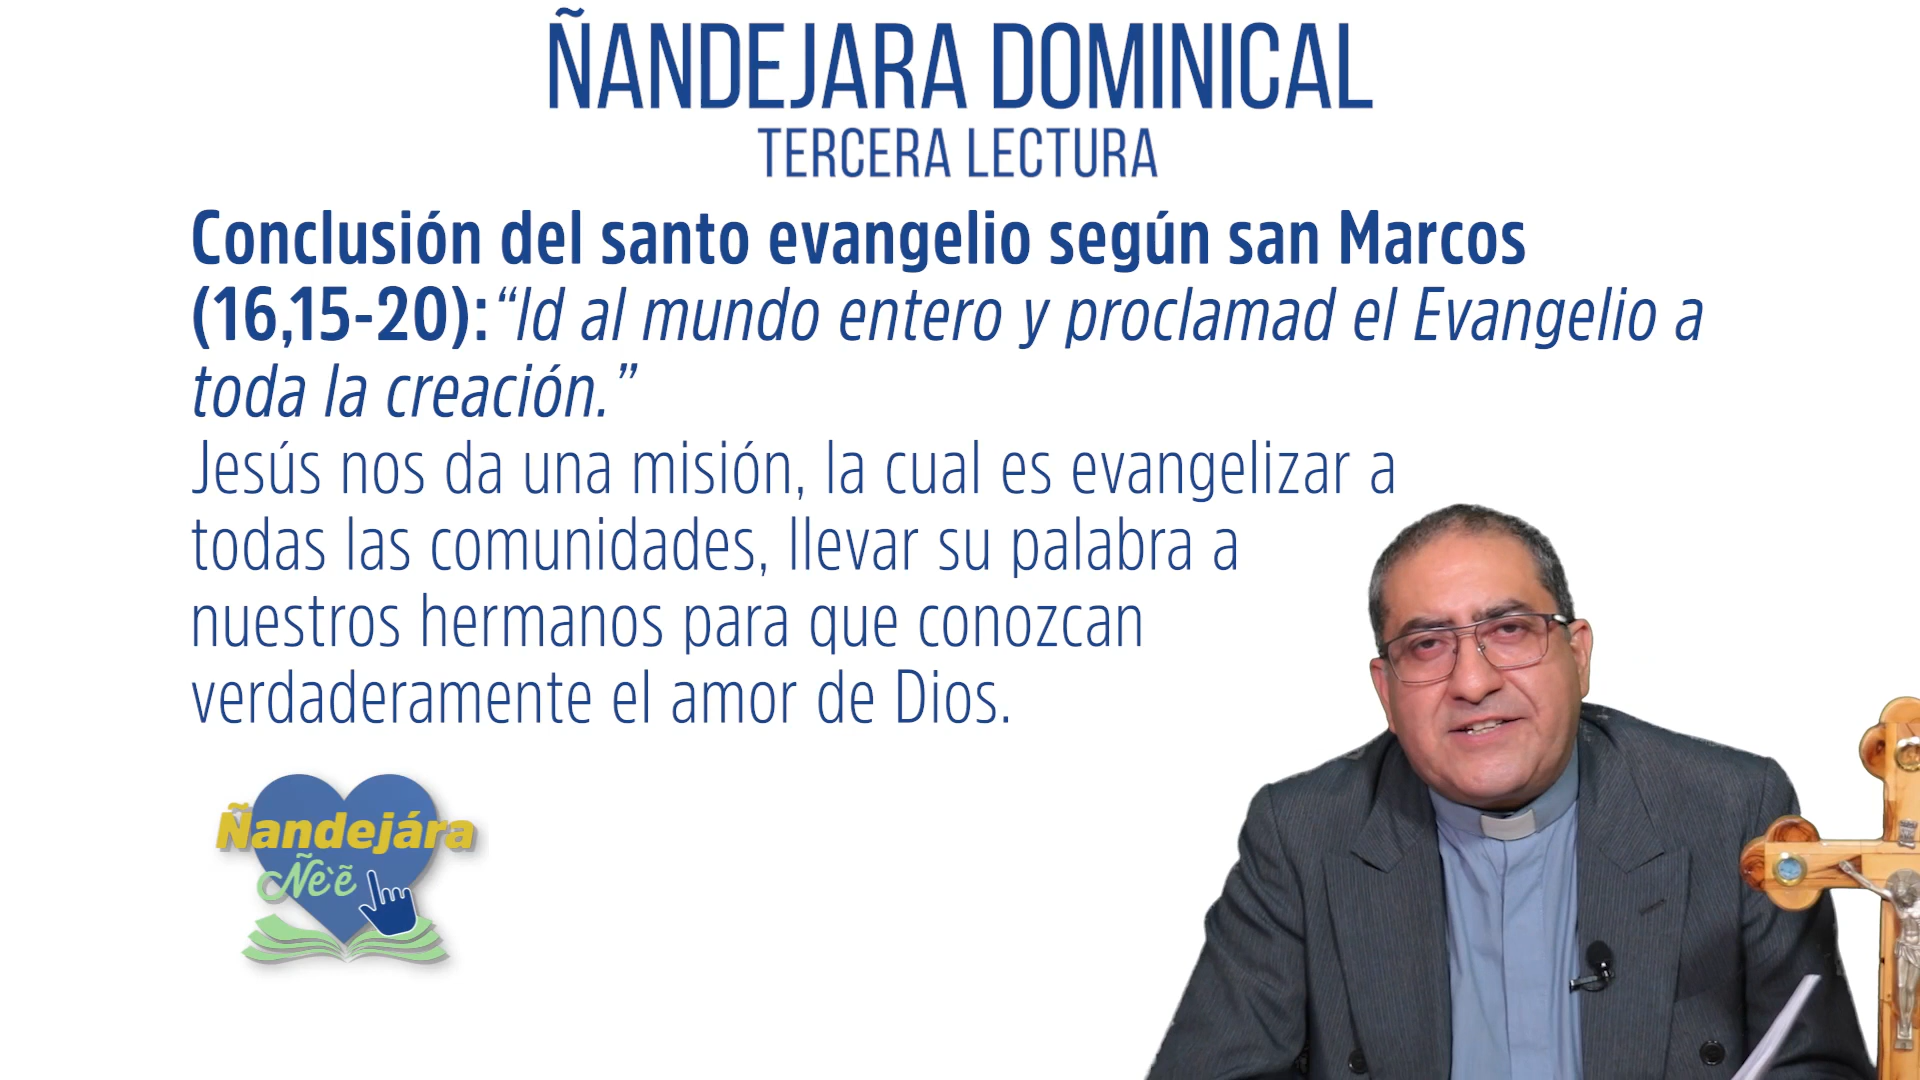 ÑANDEJARA DOMINICAL
TERCERA LECTURA
Conclusión del santo evangelio según san Marcos
(16,15-20): “Id al mundo entero y proclamad el Evangelio a
toda la creación.”
Jesús nos da una misión, la cual es evangelizar a
todas las comunidades, llevar su palabra a
nuestros hermanos para que conozcan
verdaderamente el amor de Dios.
Ñandejára
Ñe`ẽ